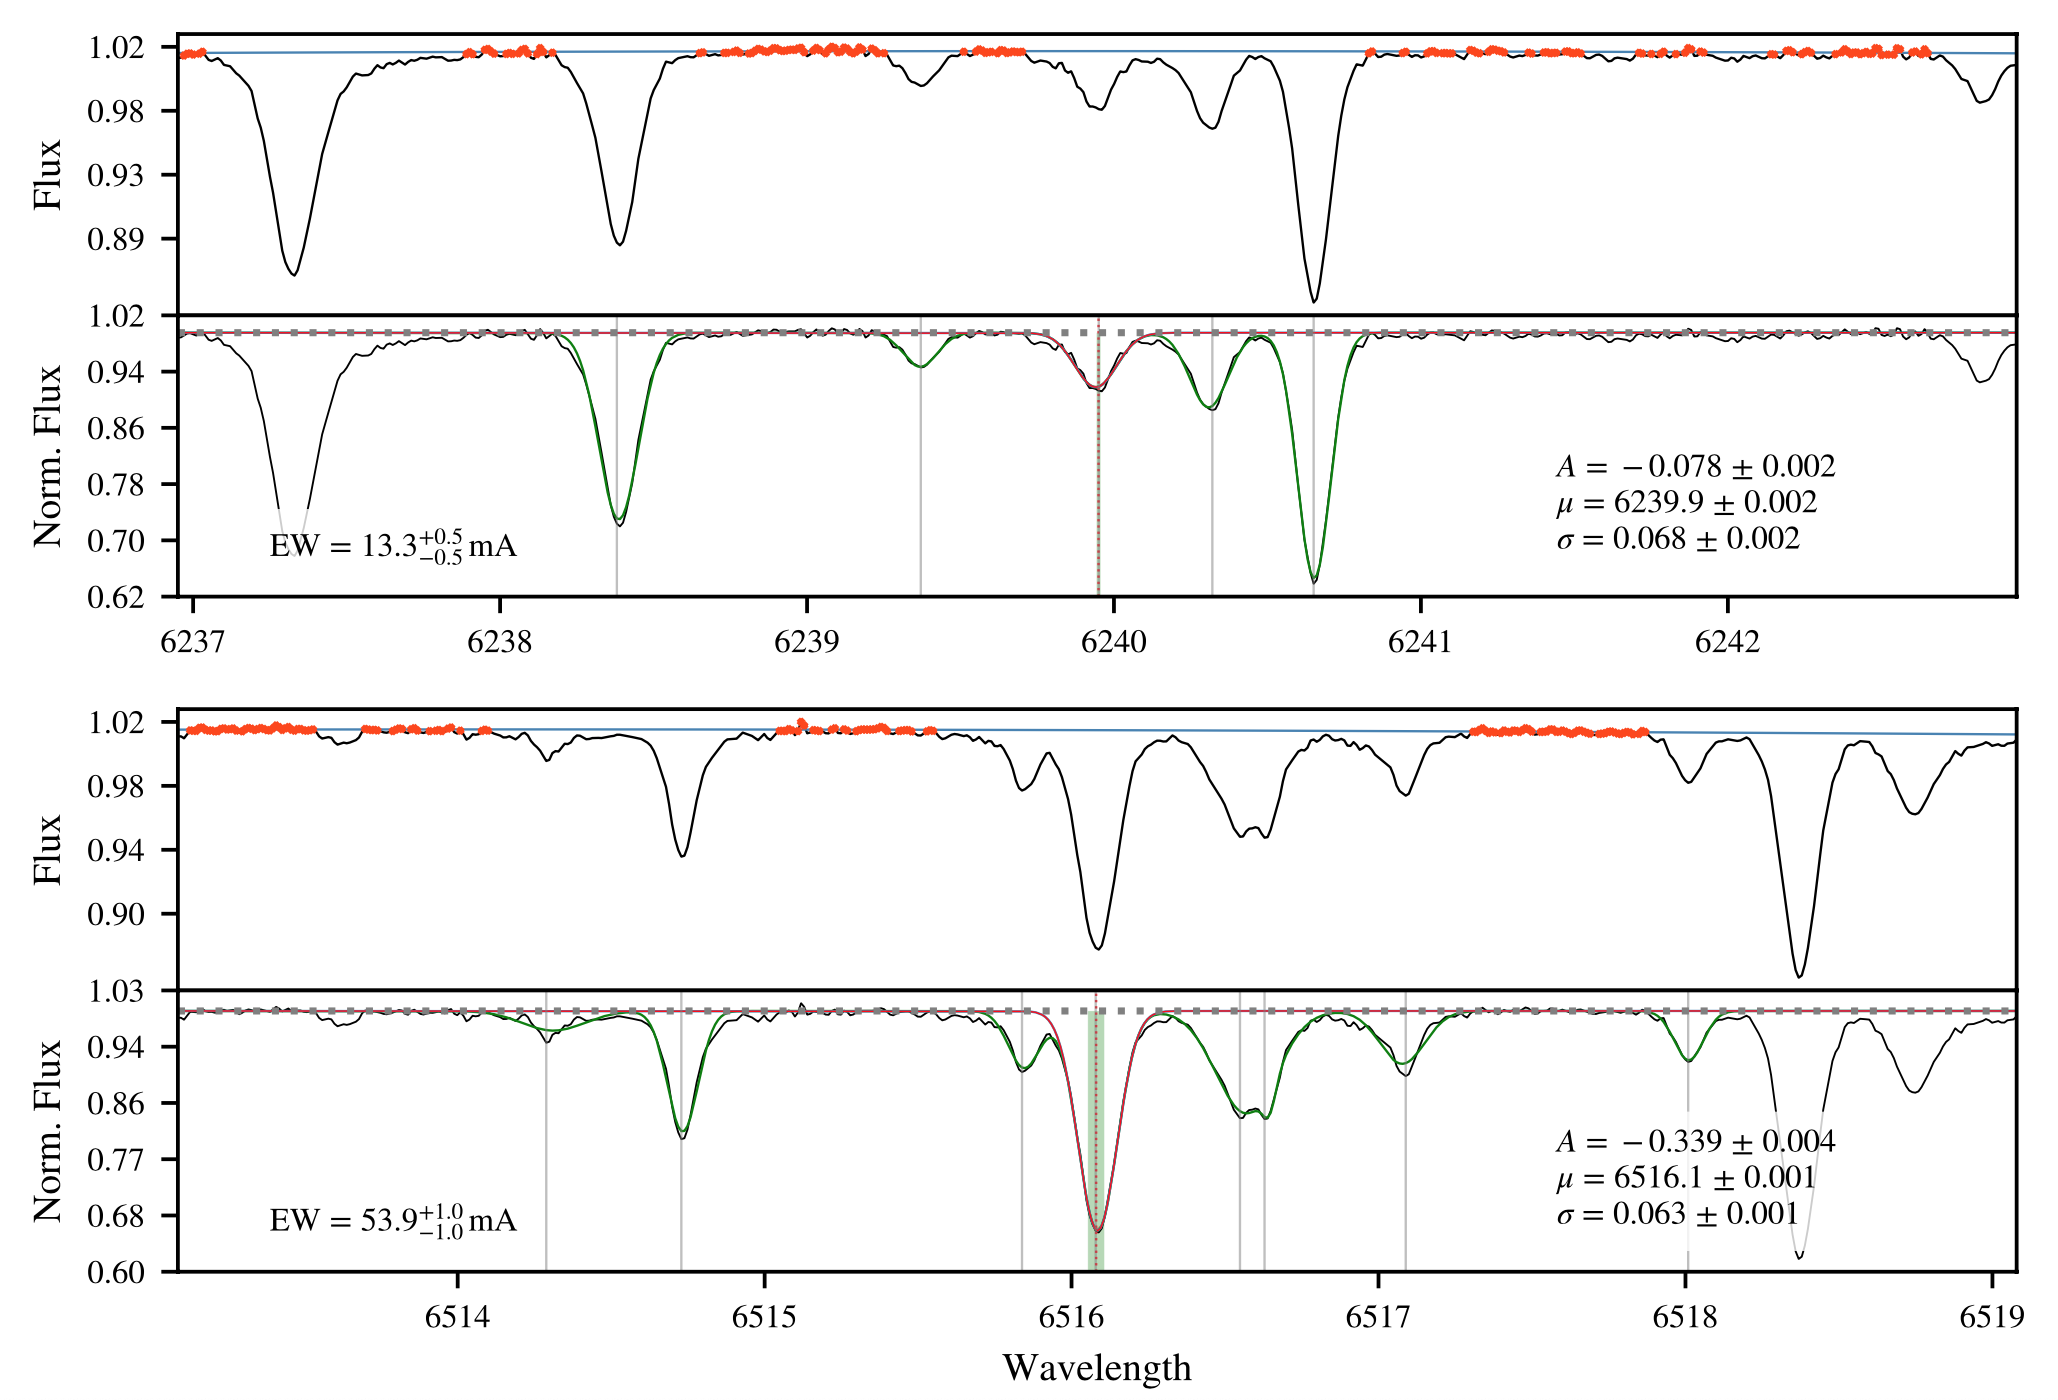 1.02
0.98
0.93
0.89
Flux
1.02
0.94
0.86
0.78
0.70
0.62
Norm. Flux
A = −0.078 ± 0.002
μ = 6239.9 ± 0.002
σ = 0.068 ± 0.002
EW = 13.3 +0.5 −0.5 mA
6237 6238 6239 6240 6241 6242
1.02
0.98
0.94
0.90
Flux
1.03
0.94
0.86
0.77
0.68
0.60
Norm. Flux
A = −0.339 ± 0.004
μ = 6516.1 ± 0.001
σ = 0.063 ± 0.001
EW = 53.9 +1.0 −1.0 mA
6514 6515 6516 6517 6518 6519
Wavelength